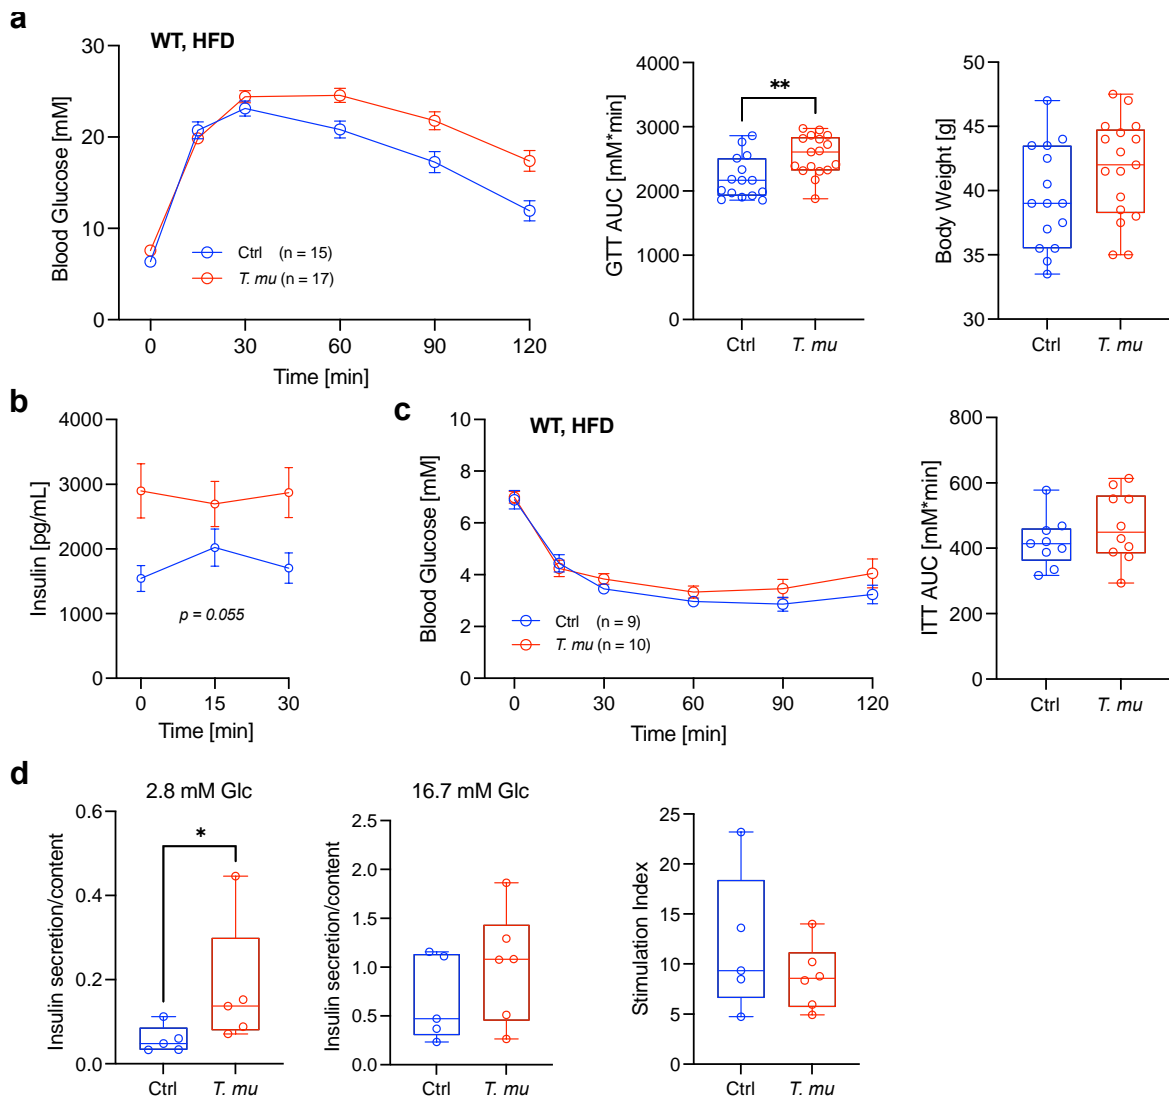 a
WT, HFD
Blood Glucose [mM]
30
20
10
0
0 30 60 90 120
Time [min]
Ctrl (n = 15)
T. mu (n = 17)
GTT AUC [mM*min]
4000
3000
2000
1000
0
**
Ctrl T. mu
Body Weight [g]
50
45
40
35
30
Ctrl T. mu
b
Insulin [pg/mL]
4000
3000
2000
1000
0
p = 0.055
0 15 30
Time [min]
c
WT, HFD
Blood Glucose [mM]
10
8
6
4
2
0
Ctrl (n = 9)
T. mu (n = 10)
0 30 60 90 120
Time [min]
ITT AUC [mM*min]
800
600
400
200
0
Ctrl T. mu
d
2.8 mM Glc
Insulin secretion/content
0.6
0.4
0.2
0.0
*
Ctrl T. mu
16.7 mM Glc
Insulin secretion/content
2.5
2.0
1.5
1.0
0.5
0.0
Ctrl T. mu
Stimulation Index
25
20
15
10
5
0
Ctrl T. mu